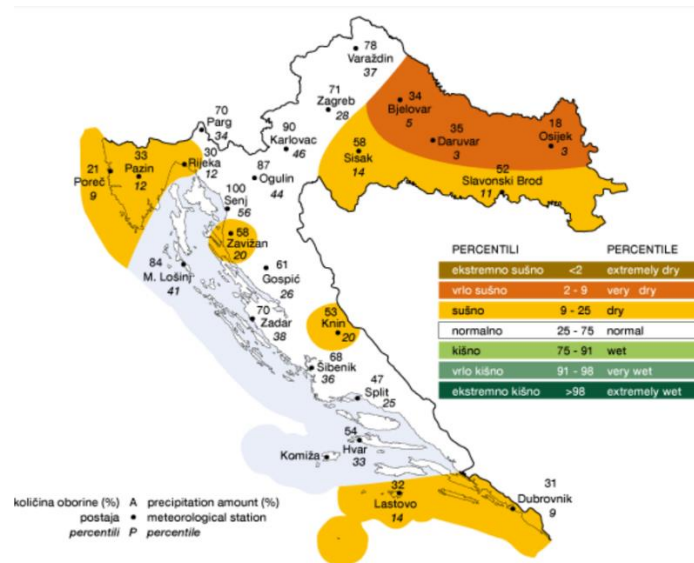 78
Varaždin
37
71
Zagreb
28
34
Bjelovar
5
18
Osijek
3
35
Daruvar
3
70
Parg
34
90
Karlovac
46
58
Sisak
14
52
Slavonski Brod
11
21
Poreč
9
33
Pazin
12
30
Rijeka
12
87
Ogulin
44
100
Senj
56
58
Zavižan
20
84
M. Lošinj
41
61
Gospić
26
70
Zadar
38
53
Knin
20
68
Šibenik
36
47
Split
25
54
Hvar
33
Komiža
32
Lastovo
14
31
Dubrovnik
9
PERCENTILI PERCENTILE
ekstremno sušno <2 extremely dry
vrlo sušno 2 - 9 very dry
sušno 9 - 25 dry
normalno 25 - 75 normal
kišno 75 - 91 wet
vrlo kišno 91 - 98 very wet
ekstremno kišno >98 extremely wet
količina oborine (%) A precipitation amount (%)
postaja • meteorological station
percentili P percentile